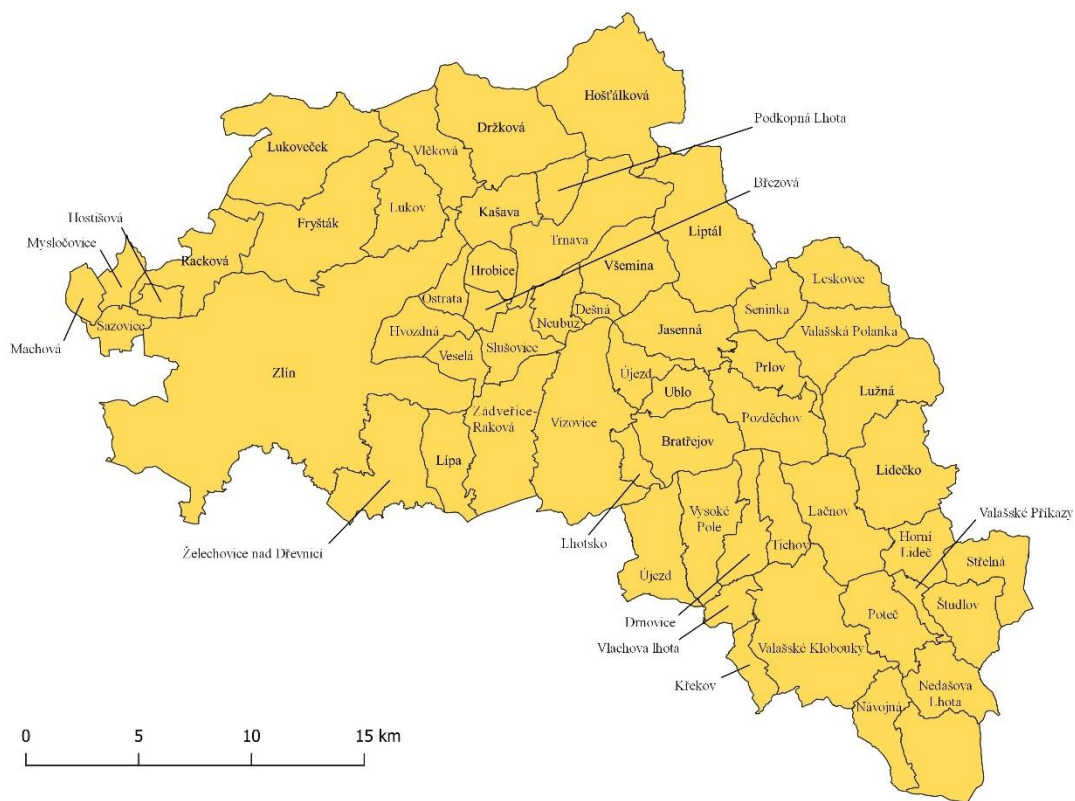 Hošťálková
Podkopná Lhota
Držková
Lukoveček
Vlčková
Březová
Lukov
Kašava
Hostišová
Fryšták
Mysločovice
Trnava
Liptál
Racková
Hrobice
Všemina
Leskovec
Ostrata
Dešná
Seninka
Sazovice
Hvozdná
Neubuz
Jasenná
Valašská Polanka
Machová
Slušovice
Veselá
Zlín
Újezd
Prlov
Ublo
Lužná
Zádveřice-
Raková
Vizovice
Pozděchov
Bratřejov
Lípa
Lidečko
Valašské Příkazy
Vysoké
Pole
Lačnov
Želechovice nad Dřevnicí
Lhotsko
Tichov
Horní
Lideč
Střelná
Újezd
Drnovice
Poteč
Študlov
Vlachova lhota
Valašské Klobouky
Křekov
Nedašova
Lhota
Návojná
0 5 10 15 km